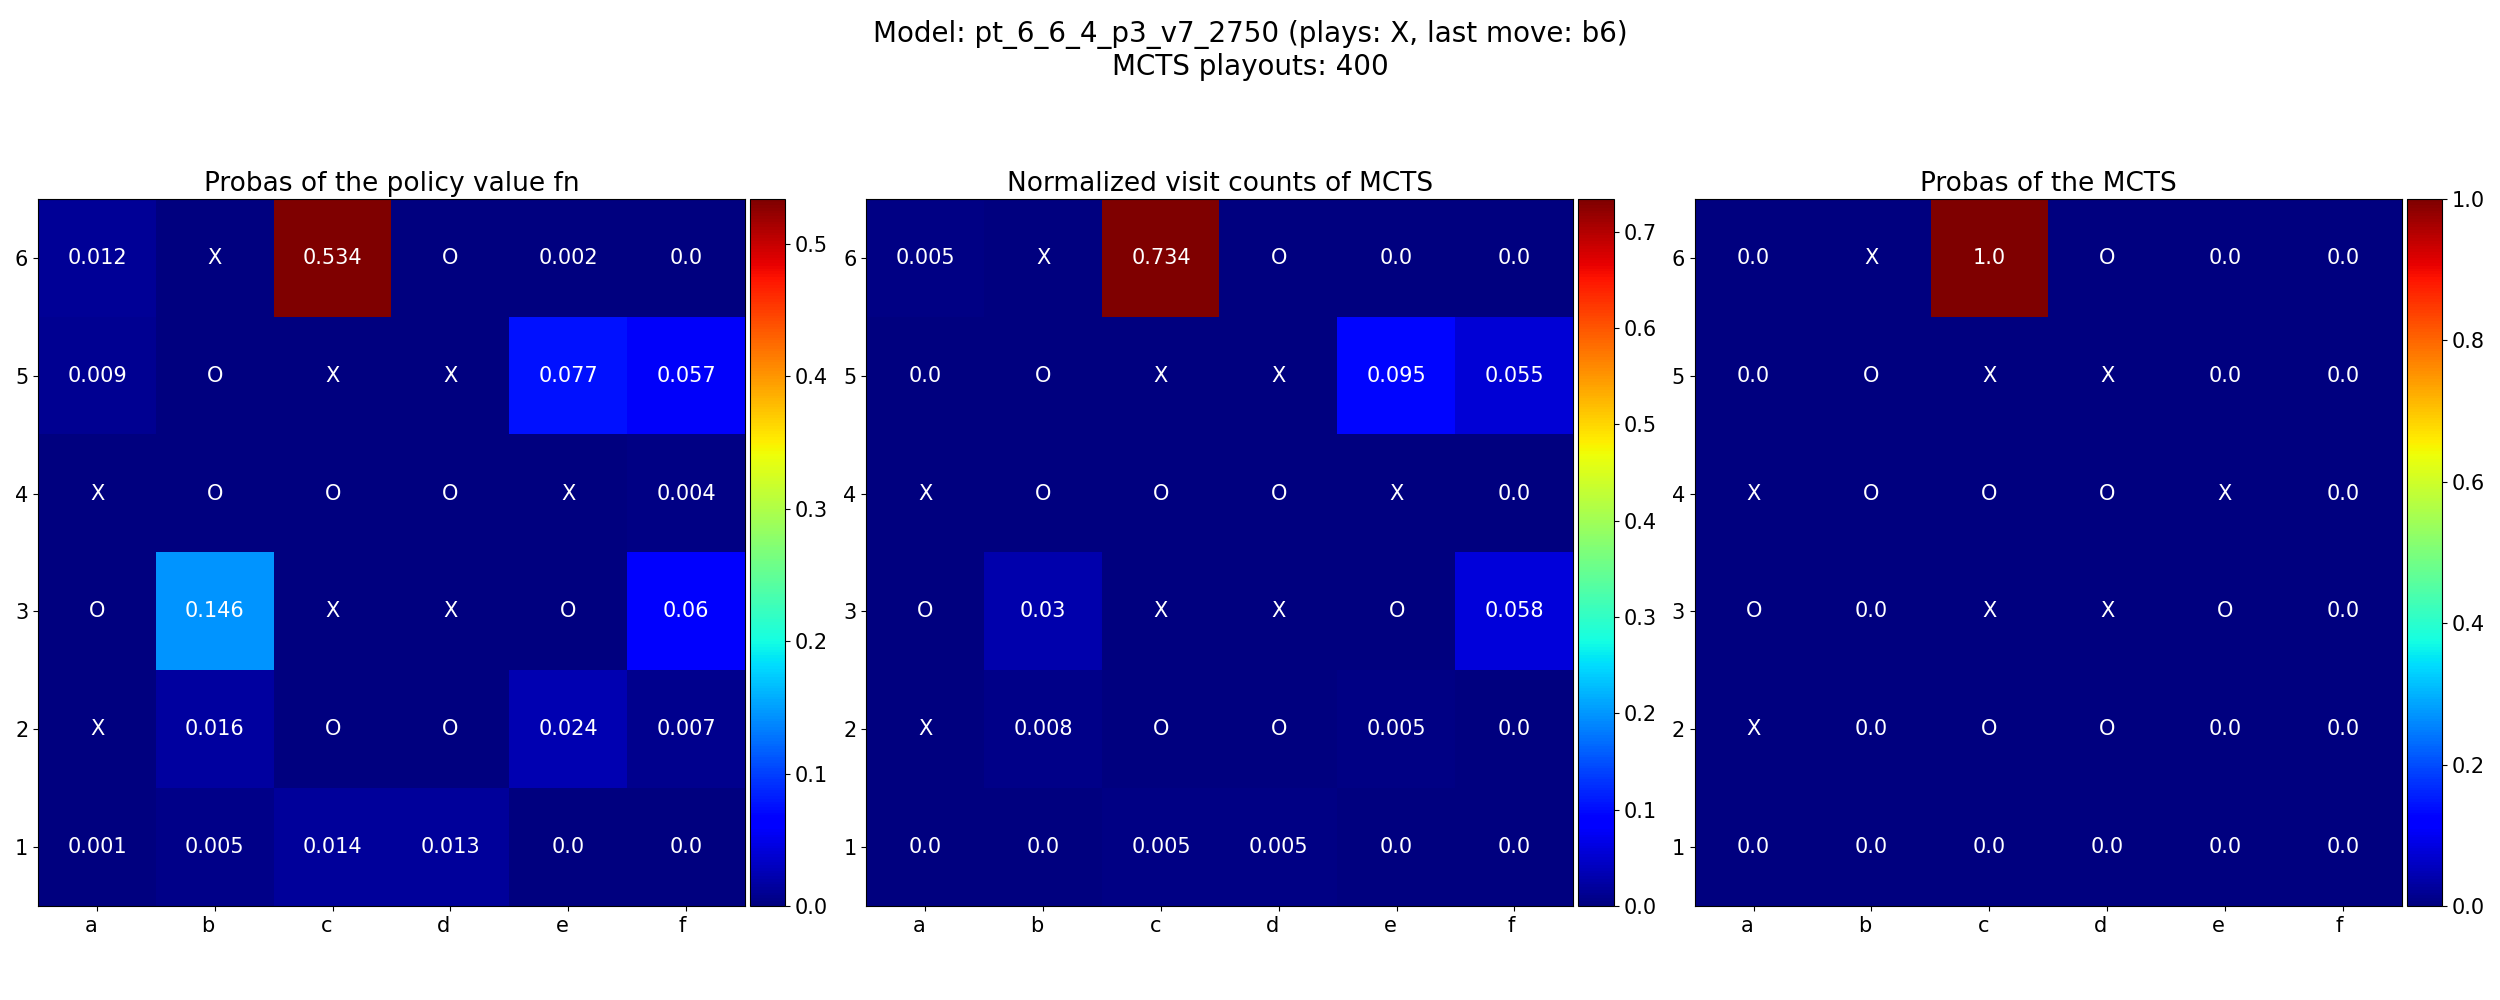 Model: pt_6_6_4_p3_v7_2750 (plays: X, last move: b6)
MCTS playouts: 400
Probas of the policy value fn
6 0.012 X 0.534 O 0.002 0.0
5 0.009 O X X 0.077 0.057
4 X O O O X 0.004
3 O 0.146 X X O 0.06
2 X 0.016 O O 0.024 0.007
1 0.001 0.005 0.014 0.013 0.0 0.0
a b c d e f
0.5
0.4
0.3
0.2
0.1
0.0
Normalized visit counts of MCTS
6 0.005 X 0.734 O 0.0 0.0
5 0.0 O X X 0.095 0.055
4 X O O O X 0.0
3 O 0.03 X X O 0.058
2 X 0.008 O O 0.005 0.0
1 0.0 0.0 0.005 0.005 0.0 0.0
a b c d e f
0.7
0.6
0.5
0.4
0.3
0.2
0.1
0.0
Probas of the MCTS
6 0.0 X 1.0 O 0.0 0.0
5 0.0 O X X 0.0 0.0
4 X O O O X 0.0
3 O 0.0 X X O 0.0
2 X 0.0 O O 0.0 0.0
1 0.0 0.0 0.0 0.0 0.0 0.0
a b c d e f
1.0
0.8
0.6
0.4
0.2
0.0